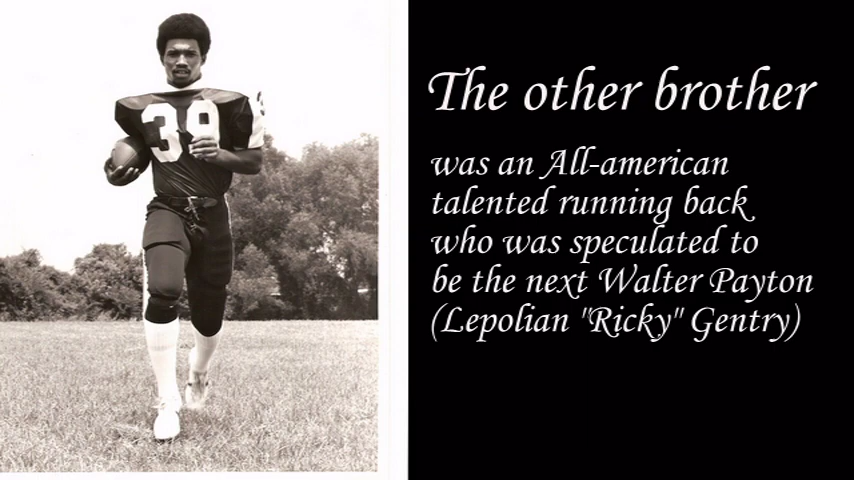 39
The other brother
was an All-american
talented running back
who was speculated to
be the next Walter Payton
(Lepolian "Ricky" Gentry)